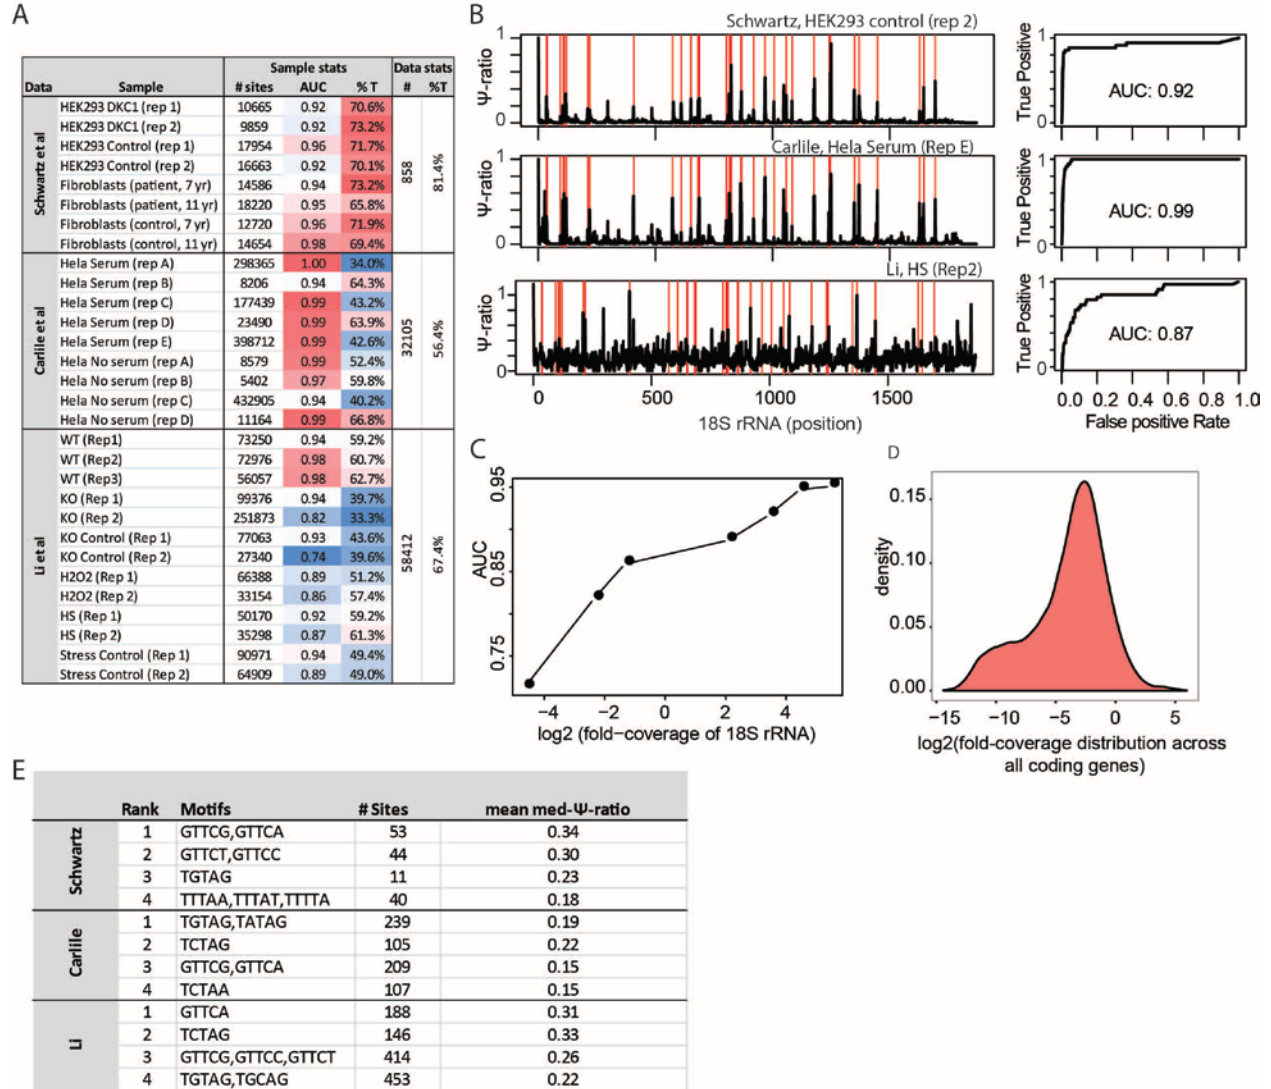 A
Sample stats Data stats
Data Sample # sites AUC % T # %T
Schwartz et al
HEK293 DKC1 (rep 1) 10665 0.92 70.6%
HEK293 DKC1 (rep 2) 9859 0.92 73.2%
HEK293 Control (rep 1) 17954 0.96 71.7%
HEK293 Control (rep 2) 16663 0.92 70.1%
Fibroblasts (patient, 7 yr) 14586 0.94 73.2%
Fibroblasts (patient, 11 yr) 18220 0.95 65.8%
Fibroblasts (control, 7 yr) 12720 0.96 71.9%
Fibroblasts (control, 11 yr) 14654 0.98 69.4%
858 81.4%
Carlile et al
Hela Serum (rep A) 298365 1.00 34.0%
Hela Serum (rep B) 8206 0.94 64.3%
Hela Serum (rep C) 177439 0.99 43.2%
Hela Serum (rep D) 23490 0.99 63.9%
Hela Serum (rep E) 398712 0.99 42.6%
Hela No serum (rep A) 8579 0.99 52.4%
Hela No serum (rep B) 5402 0.97 59.8%
Hela No serum (rep C) 432905 0.94 40.2%
Hela No serum (rep D) 11164 0.99 66.8%
32105 56.4%
Li et al
WT (Rep1) 73250 0.94 59.2%
WT (Rep2) 72976 0.98 60.7%
WT (Rep3) 56057 0.98 62.7%
KO (Rep 1) 99376 0.94 39.7%
KO (Rep 2) 251873 0.82 33.3%
KO Control (Rep 1) 77063 0.93 43.6%
KO Control (Rep 2) 27340 0.74 39.6%
H2O2 (Rep 1) 66388 0.89 51.2%
H2O2 (Rep 2) 33154 0.86 57.4%
HS (Rep 1) 50170 0.92 59.2%
HS (Rep 2) 35298 0.87 61.3%
Stress Control (Rep 1) 90971 0.94 49.4%
Stress Control (Rep 2) 64909 0.89 49.0%
58412 67.4%
B
Schwartz, HEK293 control (rep 2)
Ψ-ratio
1
0
True Positive
1
0
AUC: 0.92
Carlile, Hela Serum (Rep E)
Ψ-ratio
1
0
True Positive
1
0
AUC: 0.99
Li, HS (Rep2)
Ψ-ratio
1
0
True Positive
1
0
AUC: 0.87
0 500 1000 1500
18S rRNA (position)
0.0 0.2 0.4 0.6 0.8 1.0
False positive Rate
C
AUC
0.95
0.85
0.75
−4 −2 0 2 4
log2 (fold−coverage of 18S rRNA)
D
density
0.15
0.10
0.05
0.00
−15 −10 −5 0 5
log2(fold-coverage distribution across
all coding genes)
E
Rank Motifs # Sites mean med-Ψ-ratio
Schwartz
1 GTTCG,GTTCA 53 0.34
2 GTTCT,GTTCC 44 0.30
3 TGTAG 11 0.23
4 TTTAA,TTTAT,TTTTA 40 0.18
Carlile
1 TGTAG,TATAG 239 0.19
2 TCTAG 105 0.22
3 GTTCG,GTTCA 209 0.15
4 TCTAA 107 0.15
Li
1 GTTCA 188 0.31
2 TCTAG 146 0.33
3 GTTCG,GTTCC,GTTCT 414 0.26
4 TGTAG,TGCAG 453 0.22